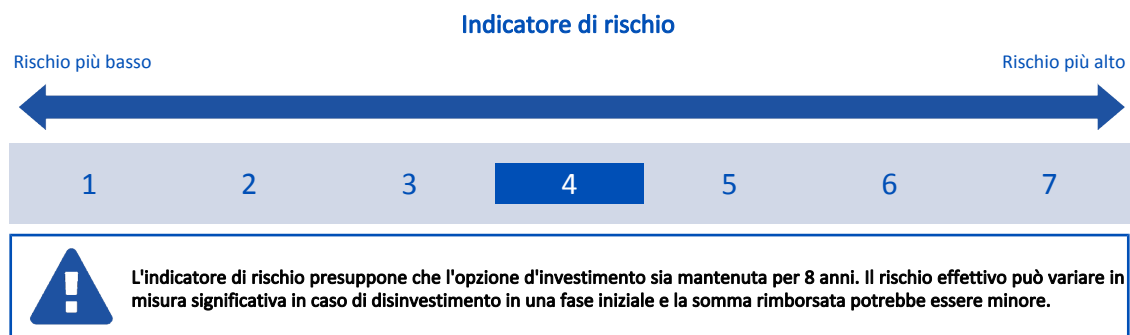 Indicatore di rischio
Rischio più basso
Rischio più alto
1 2 3 4 5 6 7
L'indicatore di rischio presuppone che l'opzione d'investimento sia mantenuta per 8 anni. Il rischio effettivo può variare in
misura significativa in caso di disinvestimento in una fase iniziale e la somma rimborsata potrebbe essere minore.